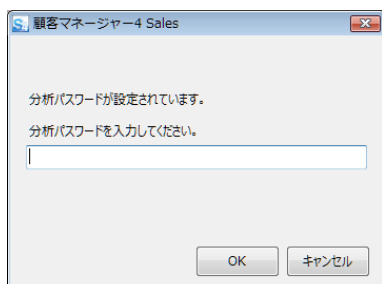 顧客マネージャー4 Sales
分析パスワードが設定されています。
分析パスワードを入力してください。
OK
キャンセル